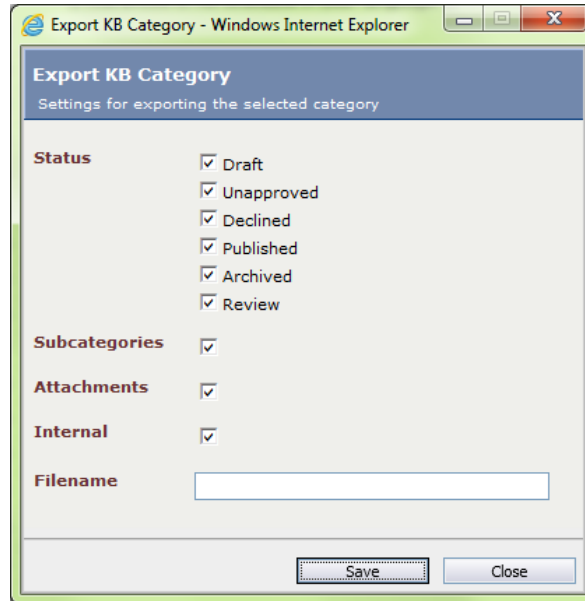 Export KB Category - Windows Internet Explorer
Export KB Category
Settings for exporting the selected category
Status
Draft
Unapproved
Declined
Published
Archived
Review
Subcategories
Attachments
Internal
Filename
Save
Close